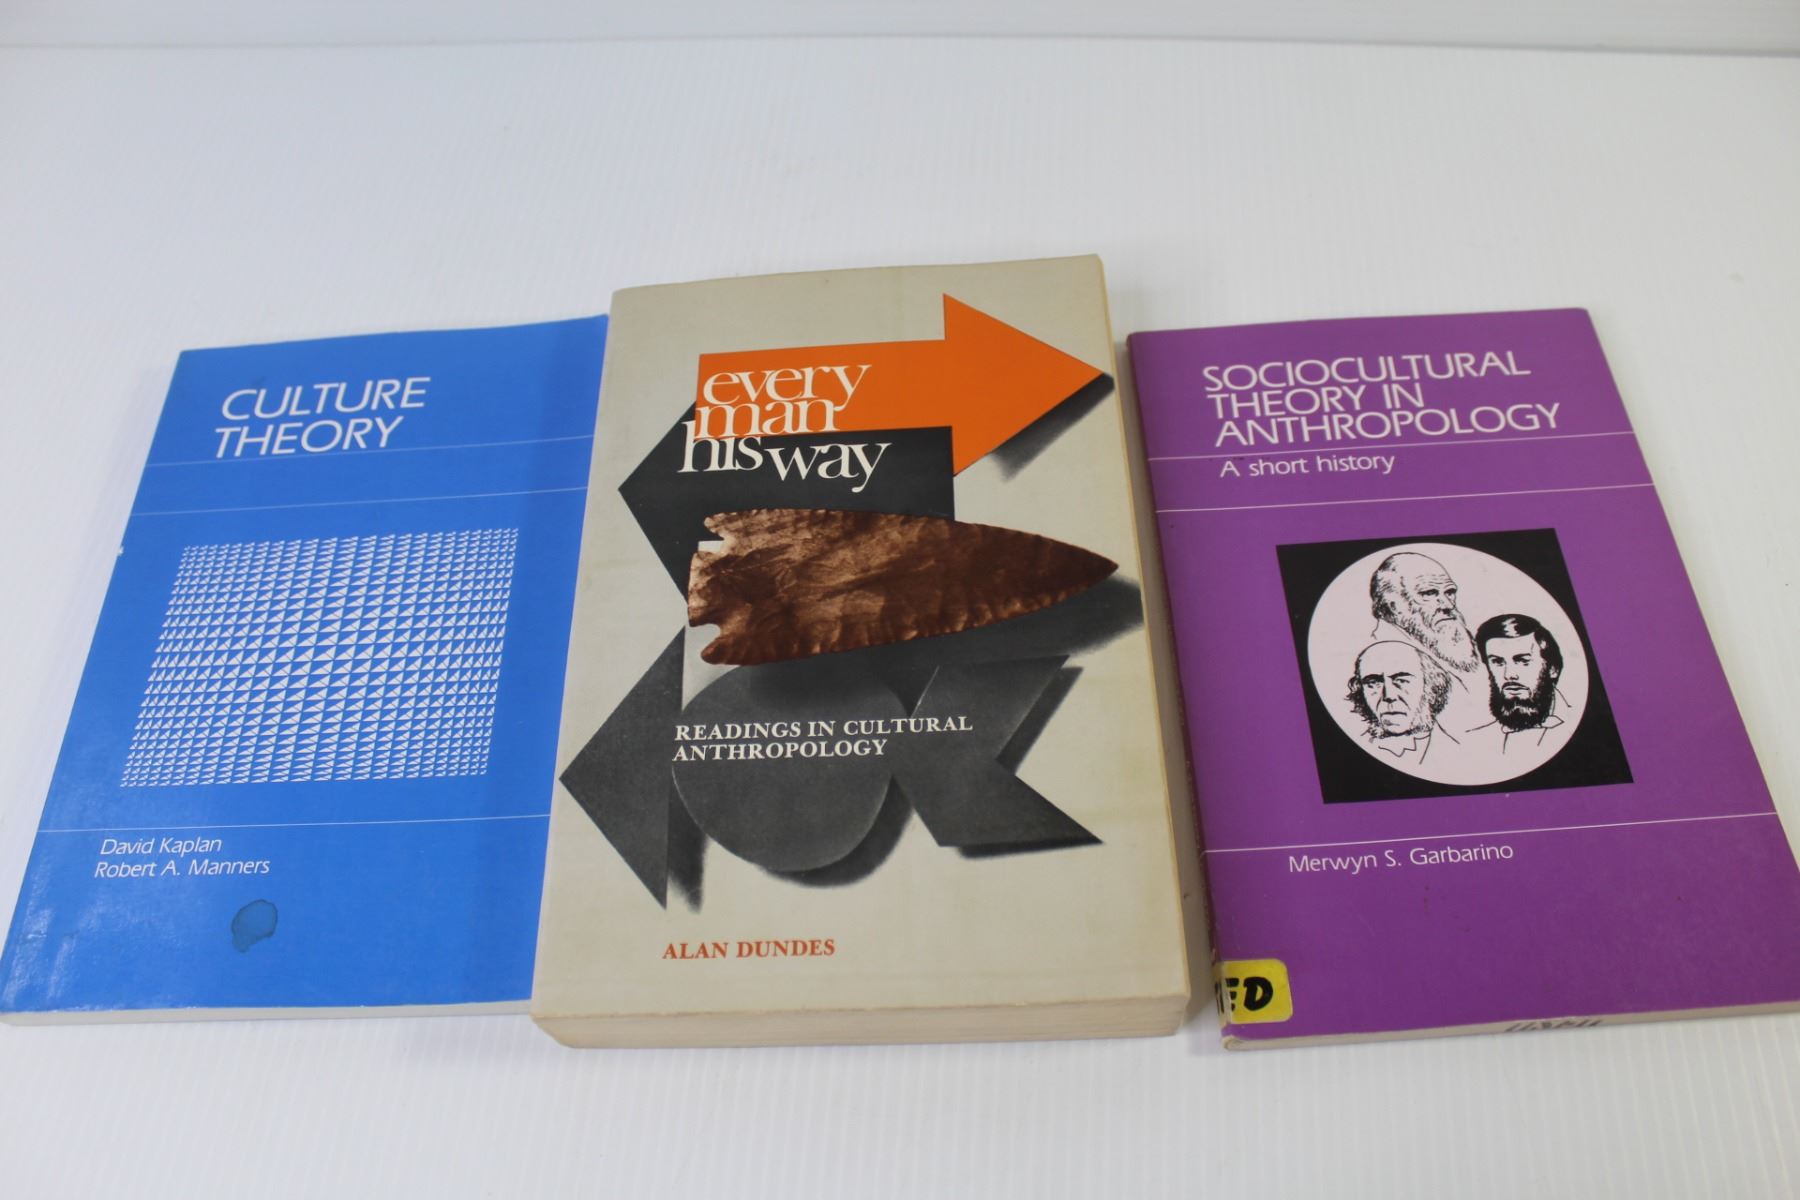 CULTURE
THEORY
David Kaplan
Robert A. Manners
every
man
his way
READINGS IN CULTURAL
ANTHROPOLOGY
ALAN DUNDES
SOCIOCULTURAL
THEORY IN
ANTHROPOLOGY
A short history
Merwyn S. Garbarino